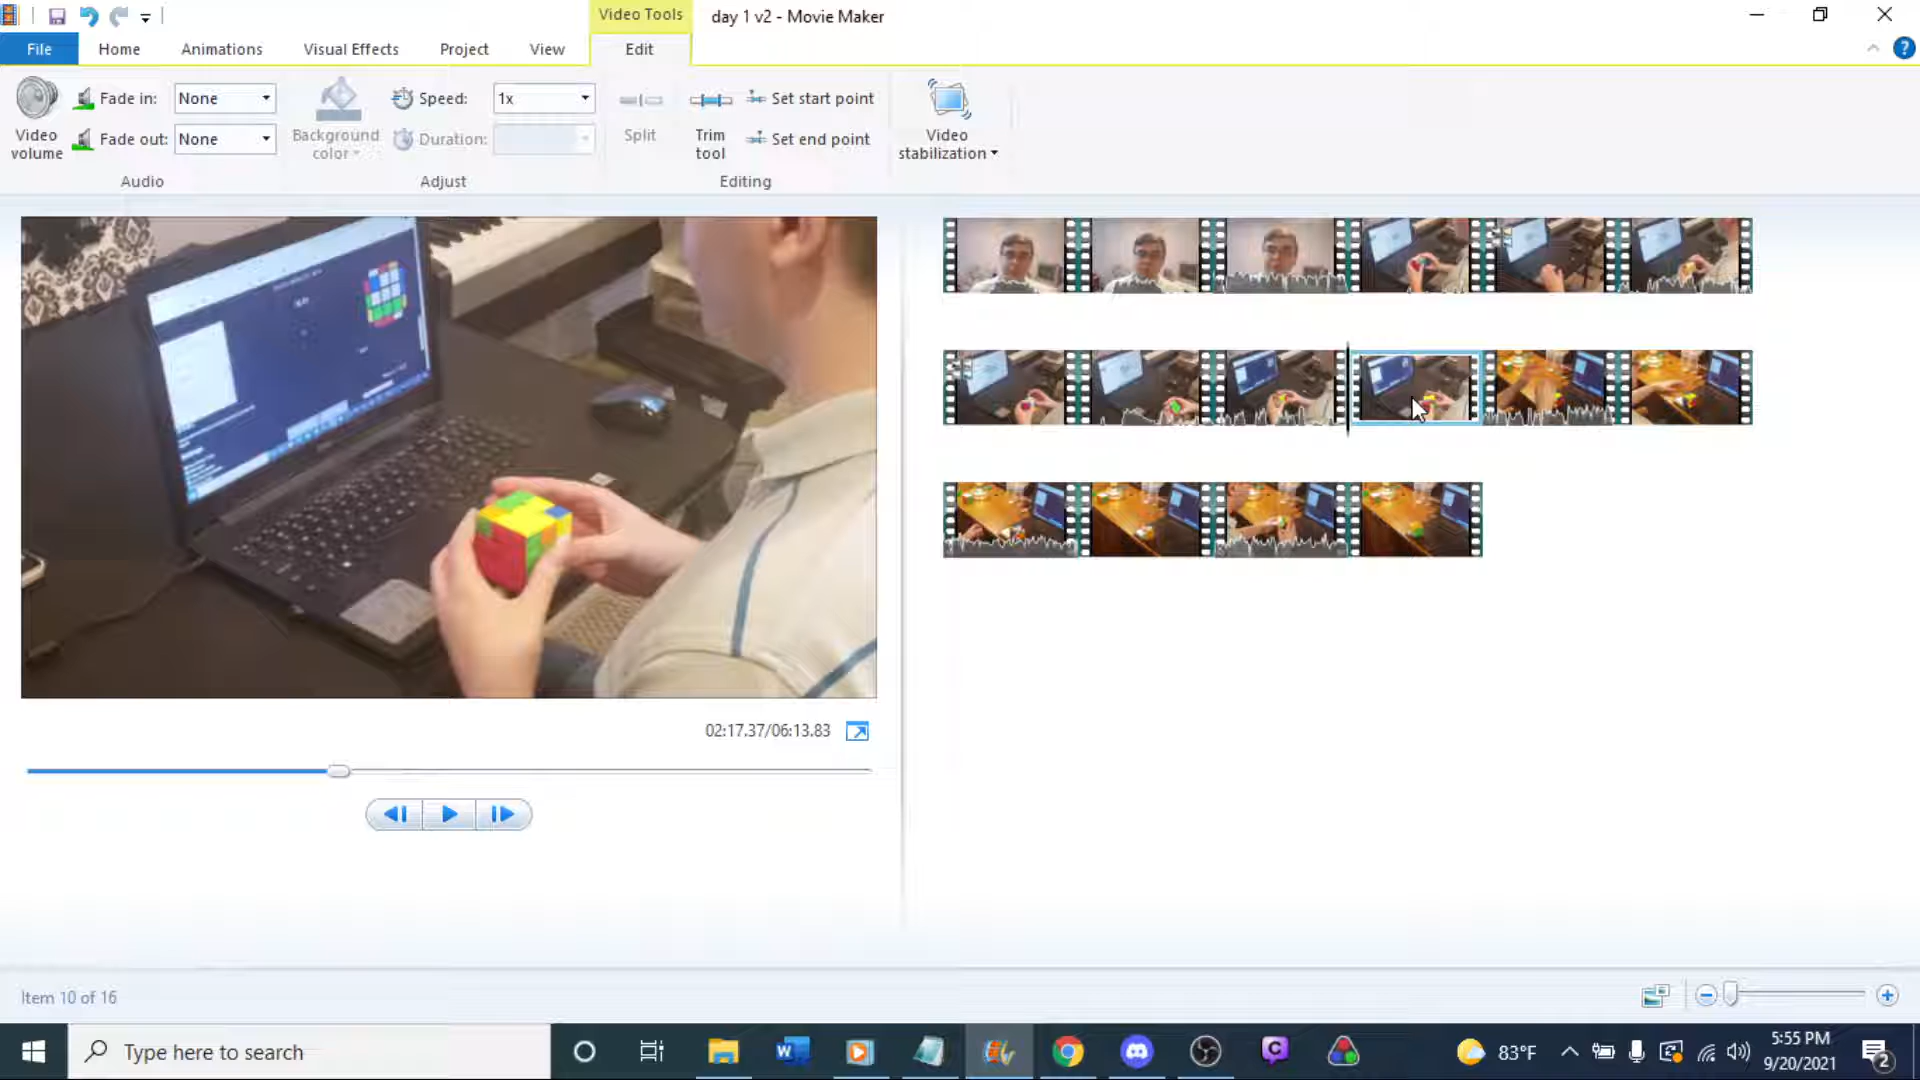 Video Tools
day 1 v2 - Movie Maker
File
Home
Animations
Visual Effects
Project
View
Edit
Video volume
Fade in:
None
Fade out:
None
Audio
Background color
Speed:
1x
Duration:
Adjust
Split
Trim tool
Set start point
Set end point
Editing
Video stabilization
02:17.37/06:13.83
Item 10 of 16
Type here to search
83°F
5:55 PM
9/20/2021
2